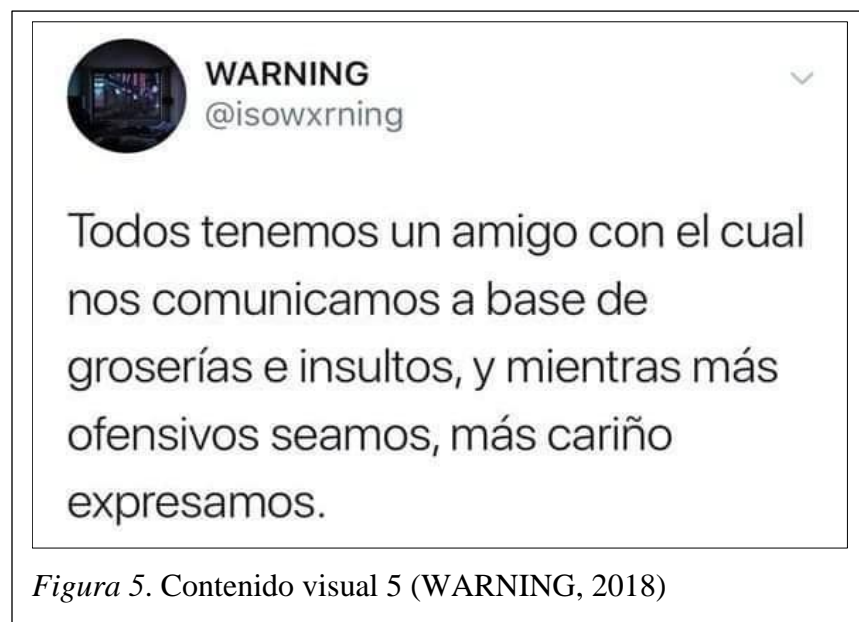 WARNING
@isowxrning
Todos tenemos un amigo con el cual
nos comunicamos a base de
groserías e insultos, y mientras más
ofensivos seamos, más cariño
expresamos.
Figura 5. Contenido visual 5 (WARNING, 2018)